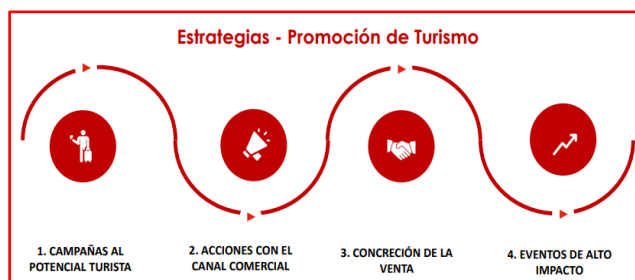 Estrategias - Promoción de Turismo
1. CAMPAÑAS AL
POTENCIAL TURISTA
2. ACCIONES CON EL
CANAL COMERCIAL
3. CONCRECIÓN DE LA
VENTA
4. EVENTOS DE ALTO
IMPACTO